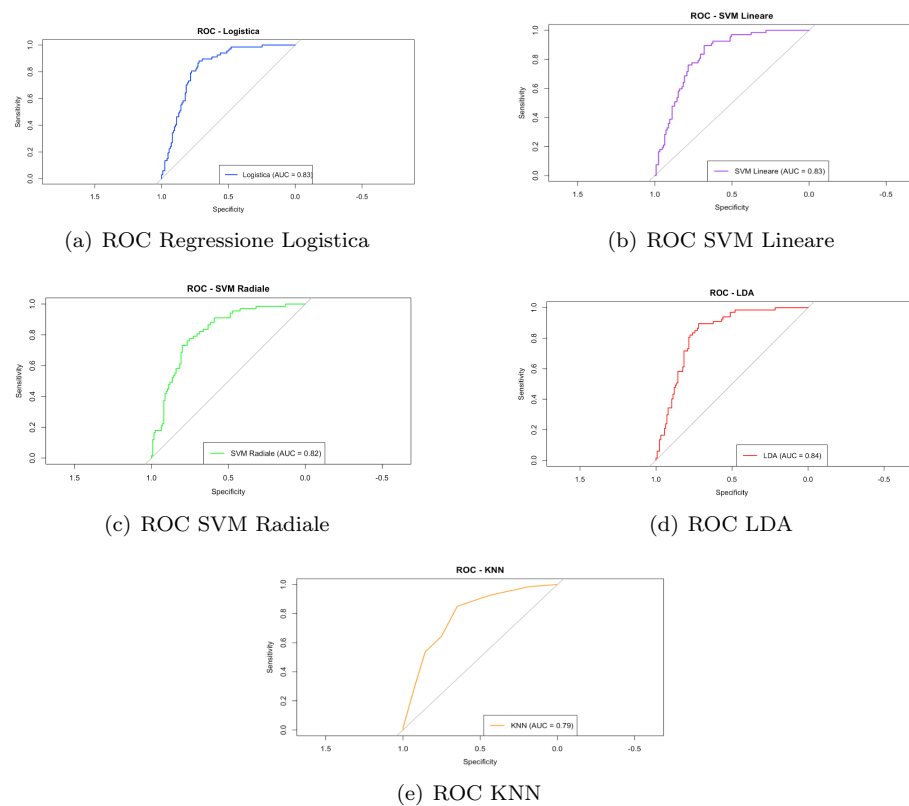 ROC - Logistica
Sensitivity
0.0 0.2 0.4 0.6 0.8 1.0
Logistica (AUC = 0.83)
1.5 1.0 0.5 0.0 -0.5
Specificity
(a) ROC Regressione Logistica
ROC - SVM Lineare
Sensitivity
0.0 0.2 0.4 0.6 0.8 1.0
SVM Lineare (AUC = 0.83)
1.5 1.0 0.5 0.0 -0.5
Specificity
(b) ROC SVM Lineare
ROC - SVM Radiale
Sensitivity
0.0 0.2 0.4 0.6 0.8 1.0
SVM Radiale (AUC = 0.82)
1.5 1.0 0.5 0.0 -0.5
Specificity
(c) ROC SVM Radiale
ROC - LDA
Sensitivity
0.0 0.2 0.4 0.6 0.8 1.0
LDA (AUC = 0.84)
1.5 1.0 0.5 0.0 -0.5
Specificity
(d) ROC LDA
ROC - KNN
Sensitivity
0.0 0.2 0.4 0.6 0.8 1.0
KNN (AUC = 0.79)
1.5 1.0 0.5 0.0 -0.5
Specificity
(e) ROC KNN